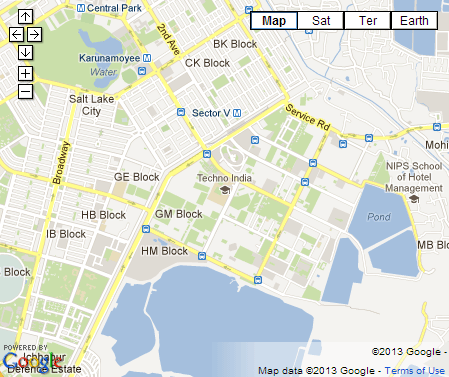 Central Park
Map
Sat
Ter
Earth
2nd Ave
BK Block
Karunamoyee
CK Block
Water
Salt Lake
City
Sector V
Service Rd
Mohi
Broadway
NIPS School
of Hotel
Management
GE Block
Techno India
HB Block
GM Block
Pond
IB Block
HM Block
MB Bl
Block
POWERED BY
Google
Ichhapur
Defence Estate
©2013 Google -
Map data ©2013 Google - Terms of Use